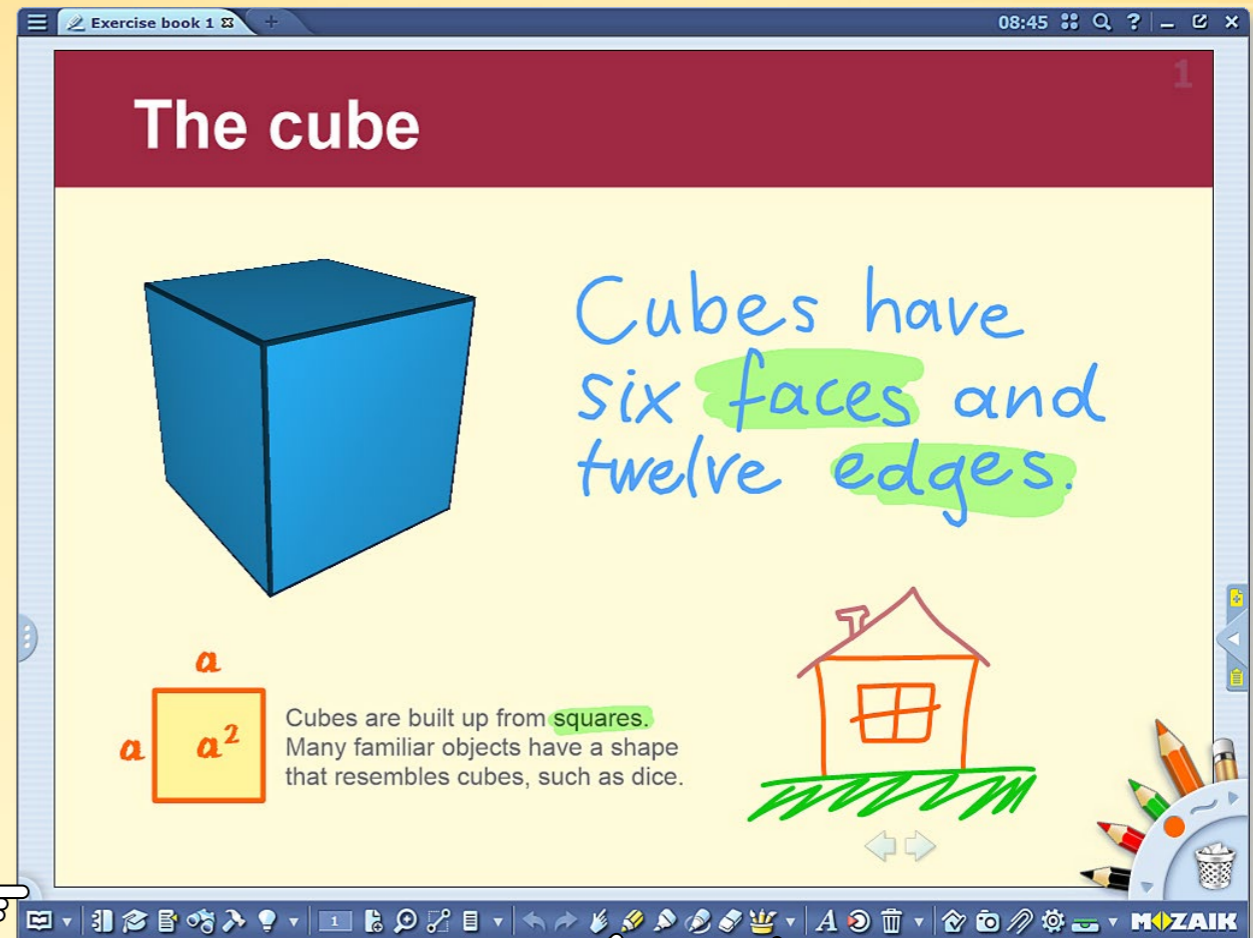 Exercise book 1
08:45
1
The cube
Cubes have
six faces and
twelve edges.
a
a a²
Cubes are built up from squares.
Many familiar objects have a shape
that resembles cubes, such as dice.
1
A
MOZAIK